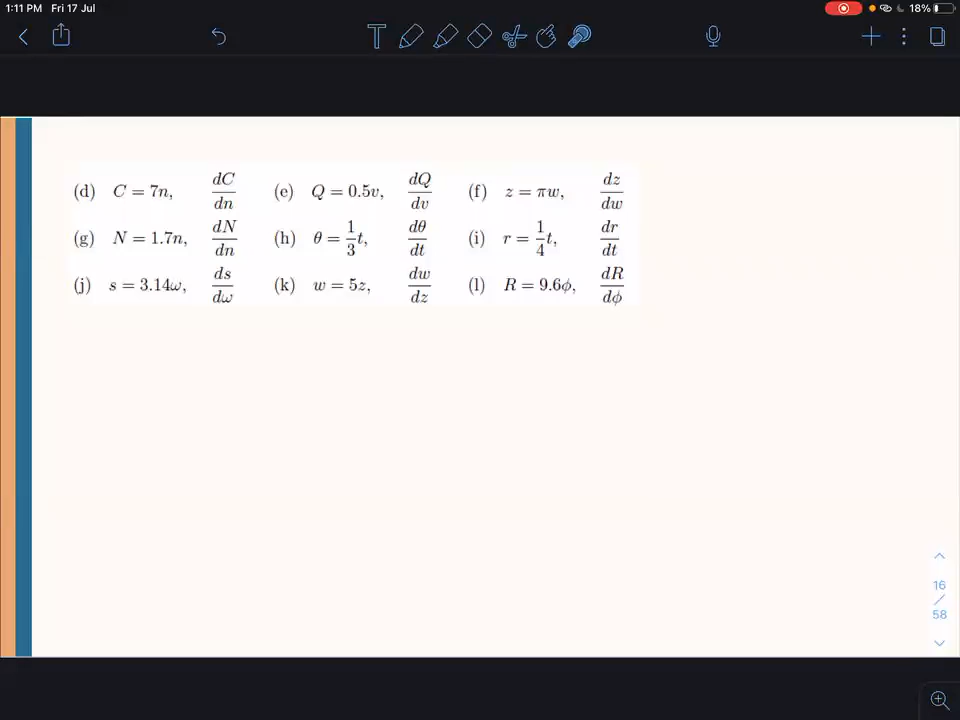 1:11 PM Fri 17 Jul 18%
(d) C = 7n, dC/dn (e) Q = 0.5v, dQ/dv (f) z = πw, dz/dw
(g) N = 1.7n, dN/dn (h) θ = 1/3 t, dθ/dt (i) r = 1/4 t, dr/dt
(j) s = 3.14ω, ds/dω (k) w = 5z, dw/dz (l) R = 9.6ϕ, dR/dϕ
16
/
58